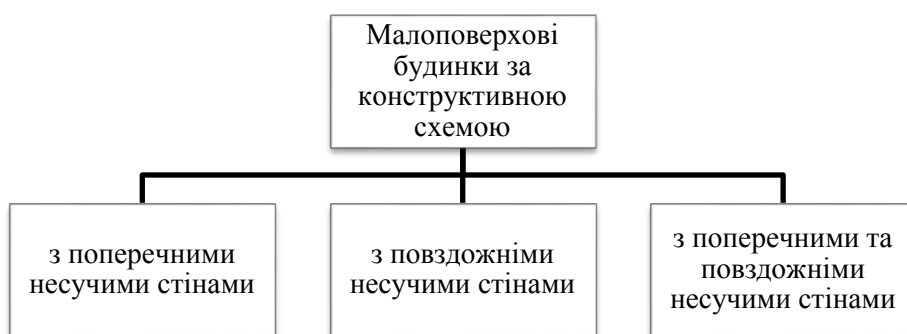 Малоповерхові
будинки за
конструктивною
схемою
з поперечними
несучими стінами
з повздожніми
несучими стінами
з поперечними та
повздожніми
несучими стінами